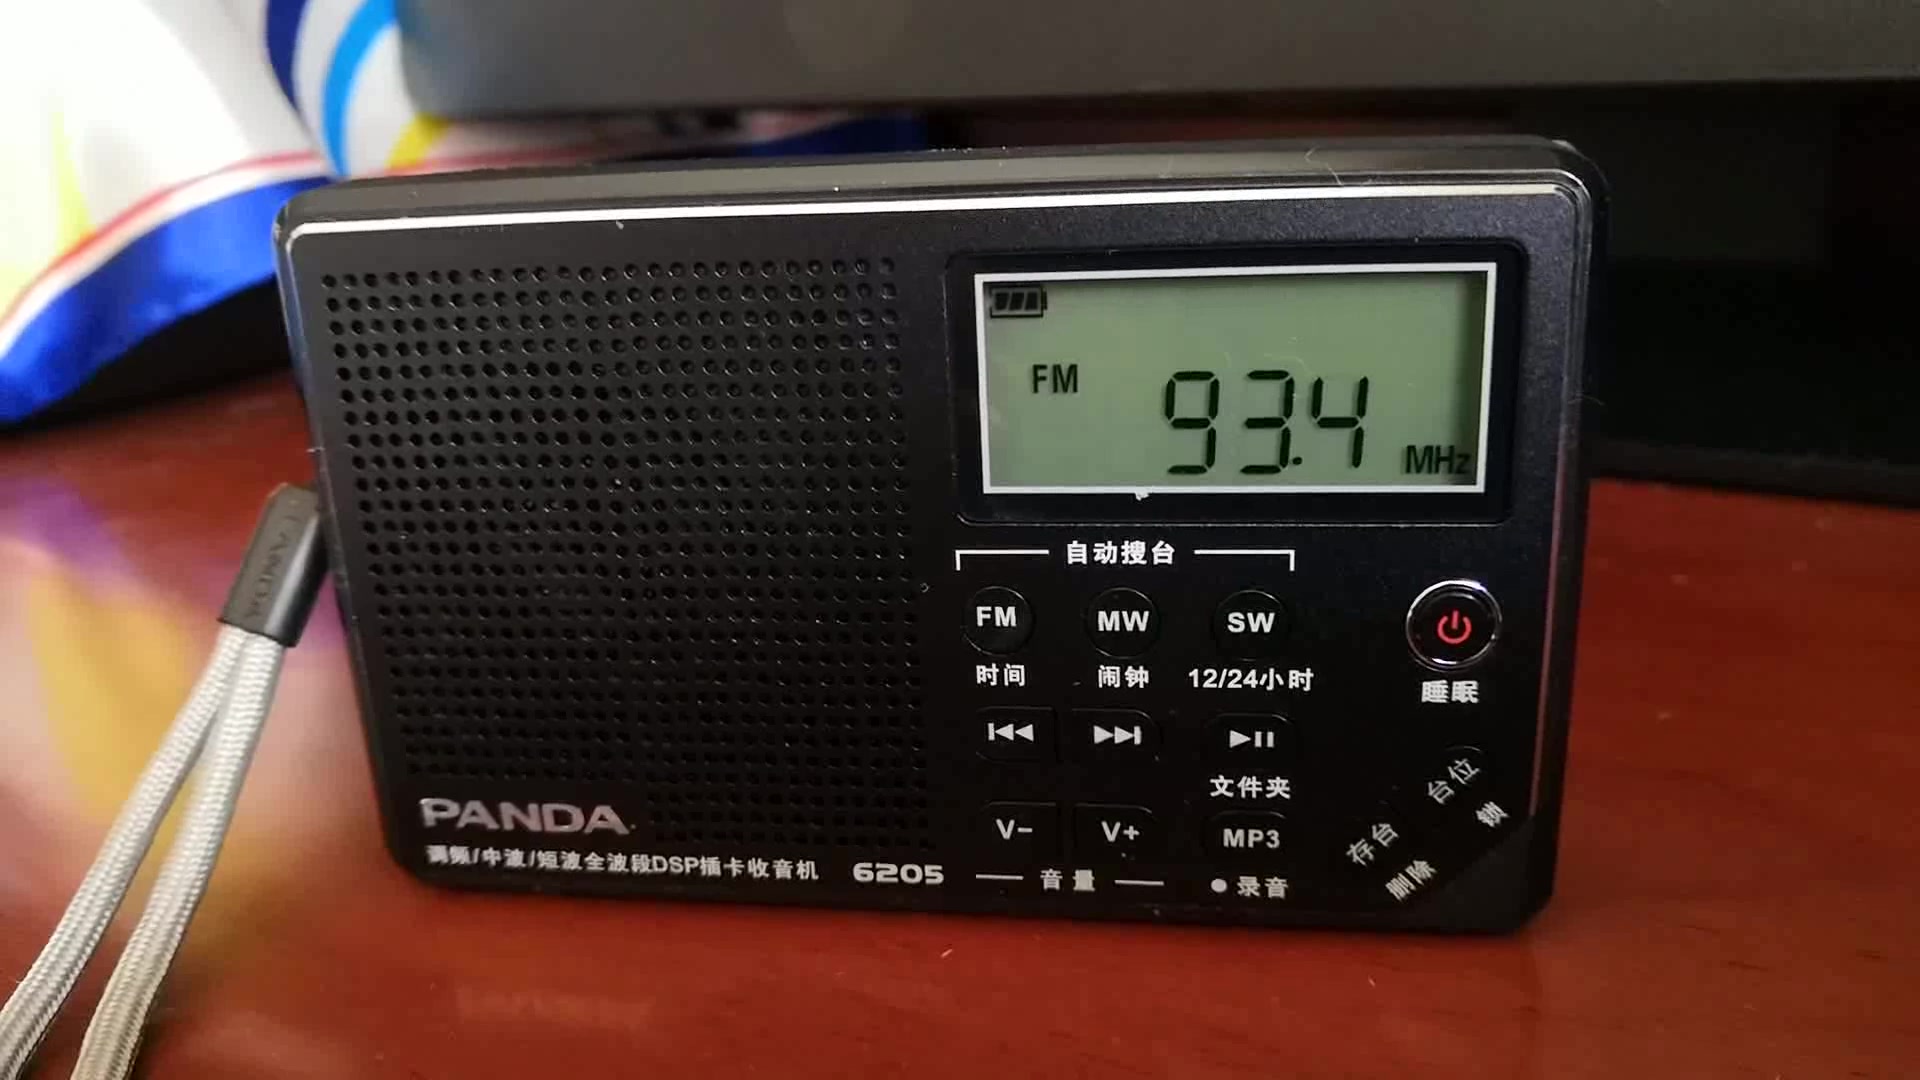 FM
93.4
MHz
自动搜台
FM MW SW
时间 闹钟 12/24小时
睡眠
文件夹
V- V+ MP3
音量
录音
台位
锁
存台
删除
PANDA
调频/中波/短波全波段DSP插卡收音机 6205
PANDA